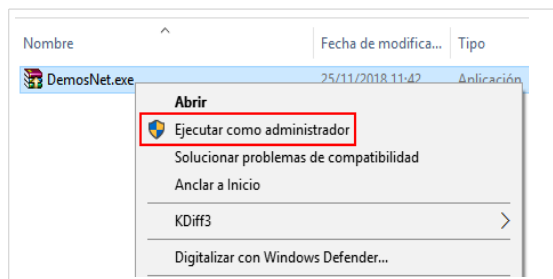 Nombre Fecha de modifica... Tipo
DemosNet.exe 25/11/2018 11:42 Aplicación
Abrir
Ejecutar como administrador
Solucionar problemas de compatibilidad
Anclar a Inicio
KDiff3
Digitalizar con Windows Defender...